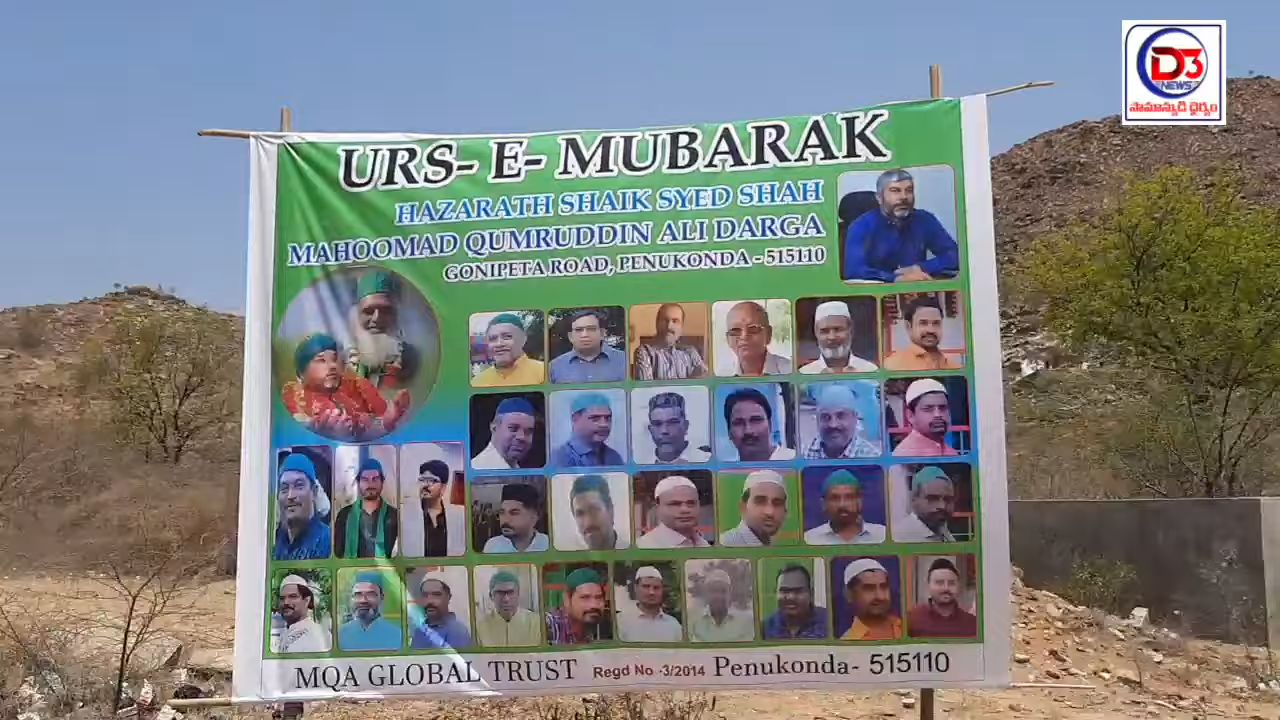 D3
NEWS
సామాన్యుడి ధైర్యం
URS- E- MUBARAK
HAZARATH SHAIK SYED SHAH
MAHOOMAD QUMRUDDIN ALI DARGA
GONIPETA ROAD, PENUKONDA - 515110
MQA GLOBAL TRUST Regd No -3/2014 Penukonda- 515110